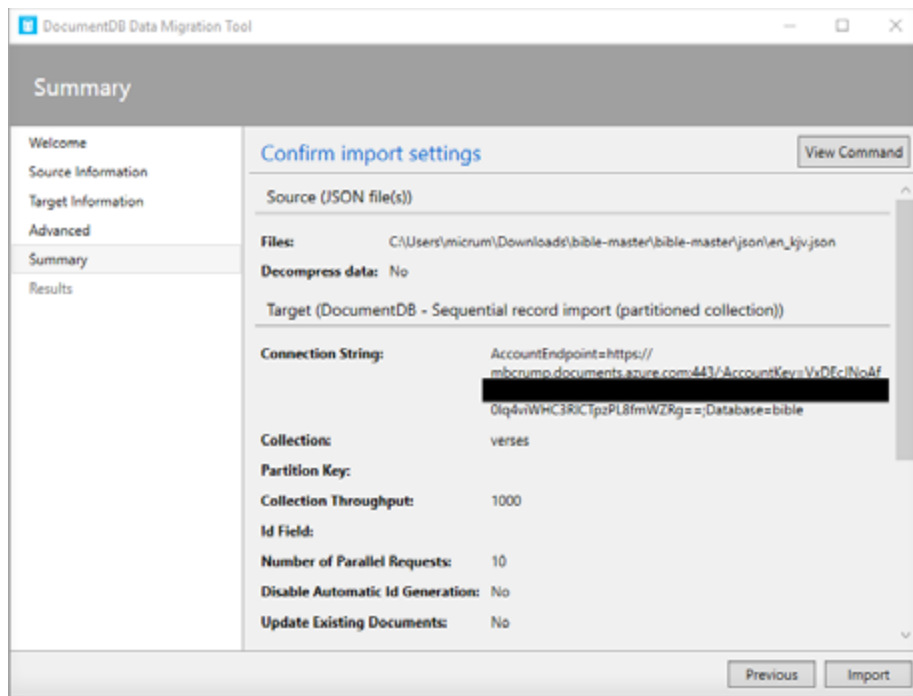 DocumentDB Data Migration Tool
Summary
Welcome
Source Information
Target Information
Advanced
Summary
Results
Confirm import settings
View Command
Source (JSON file(s))
Files: C:\Users\micrum\Downloads\bible-master\bible-master\json\en_kjv.json
Decompress data: No
Target (DocumentDB - Sequential record import (partitioned collection))
Connection String: AccountEndpoint=https://
mbcrump.documents.azure.com:443/;AccountKey=VxDEcJNoAf
0Iq4viWHC3RICTpzPL8fmWZRg==;Database=bible
Collection: verses
Partition Key:
Collection Throughput: 1000
Id Field:
Number of Parallel Requests: 10
Disable Automatic Id Generation: No
Update Existing Documents: No
Previous
Import